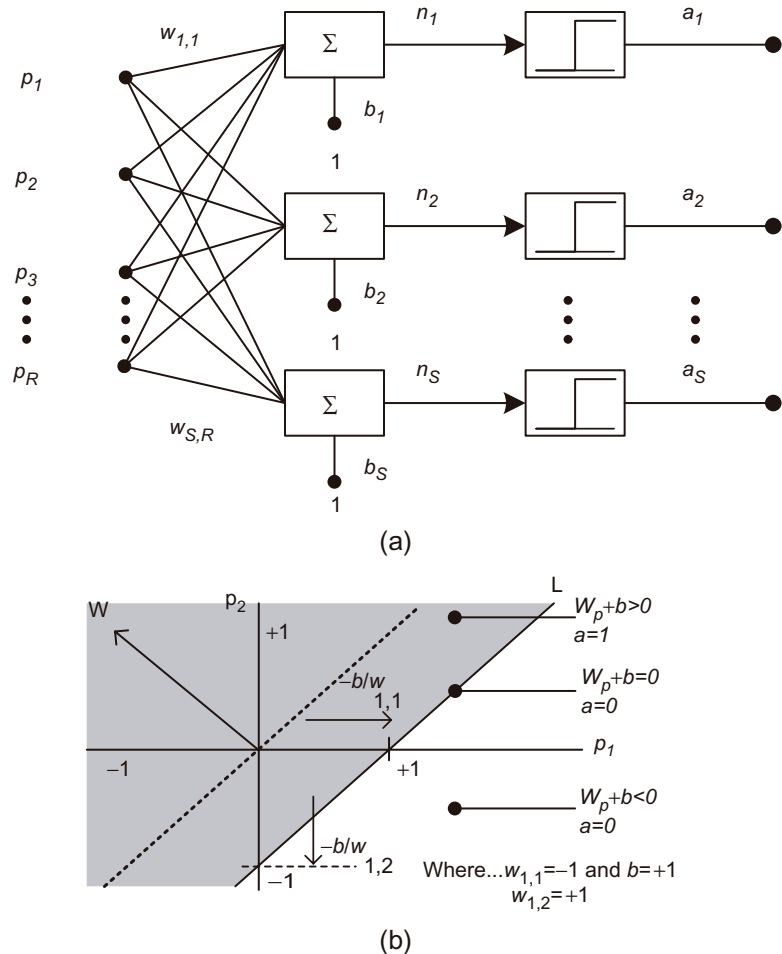 w1,1
n1
a1
Σ
p1
b1
1
p2
n2
a2
Σ
p3
b2
1
pR
nS
aS
Σ
wS,R
bS
1
(a)
L
W
p2
+1
Wp+b>0
a=1
–b/w
1,1
Wp+b=0
a=0
p1
–1
+1
Wp+b<0
a=0
–b/w
1,2
–1
Where...w1,1=–1 and b=+1
w1,2=+1
(b)